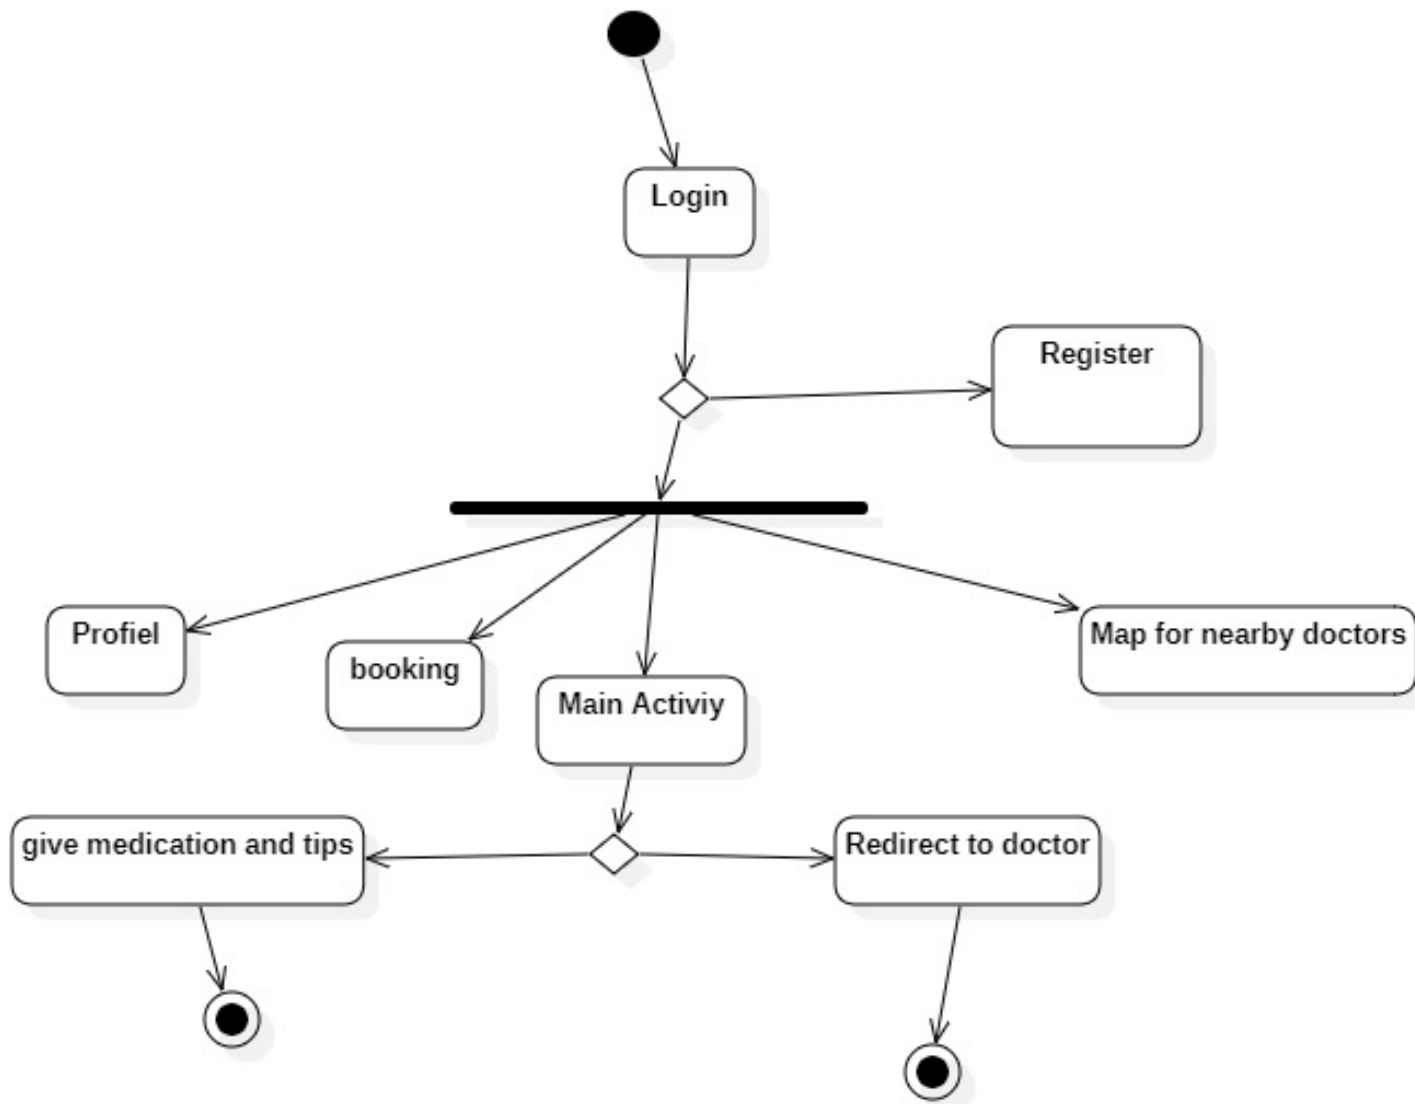 Login
Register
Profiel
booking
Main Activiy
Map for nearby doctors
give medication and tips
Redirect to doctor